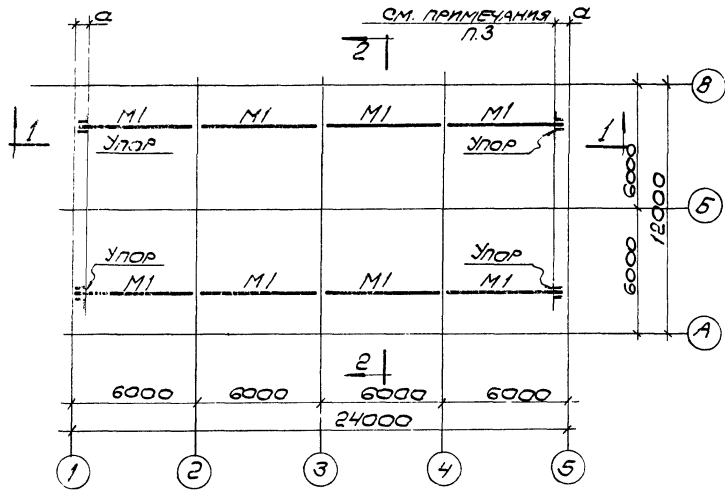 а
СМ. ПРИМЕЧАНИЯ
П.3
а
2
В
М1
М1
М1
М1
1
УПОР
УПОР
1
6000
12000
Б
УПОР
УПОР
6000
М1
М1
М1
М1
А
2
6000
6000
6000
6000
24000
1
2
3
4
5